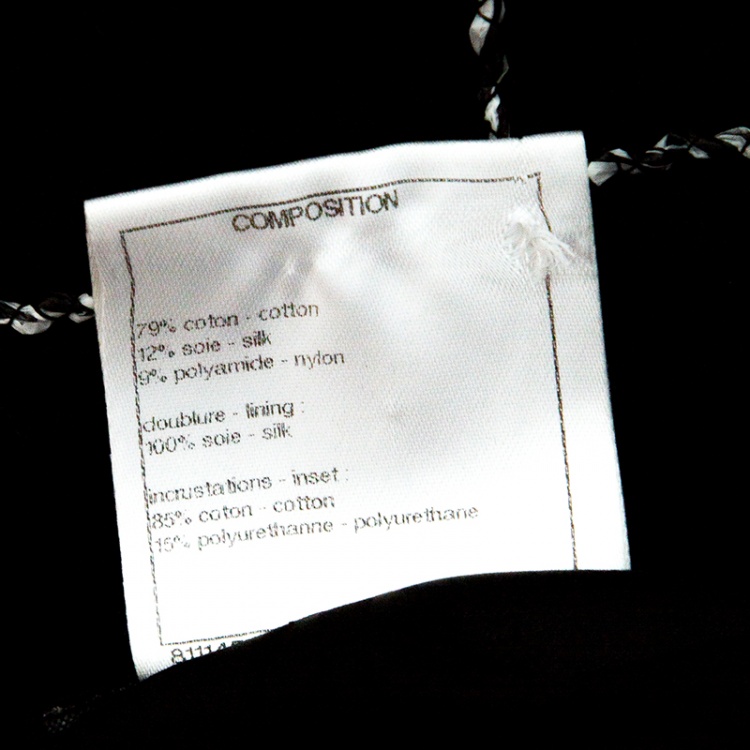 COMPOSITION
79% coton - cotton
12% soie - silk
9% polyamide - nylon
doublure - lining :
100% soie - silk
incrustations - inset :
85% coton - cotton
15% polyurethanne - polyurethane